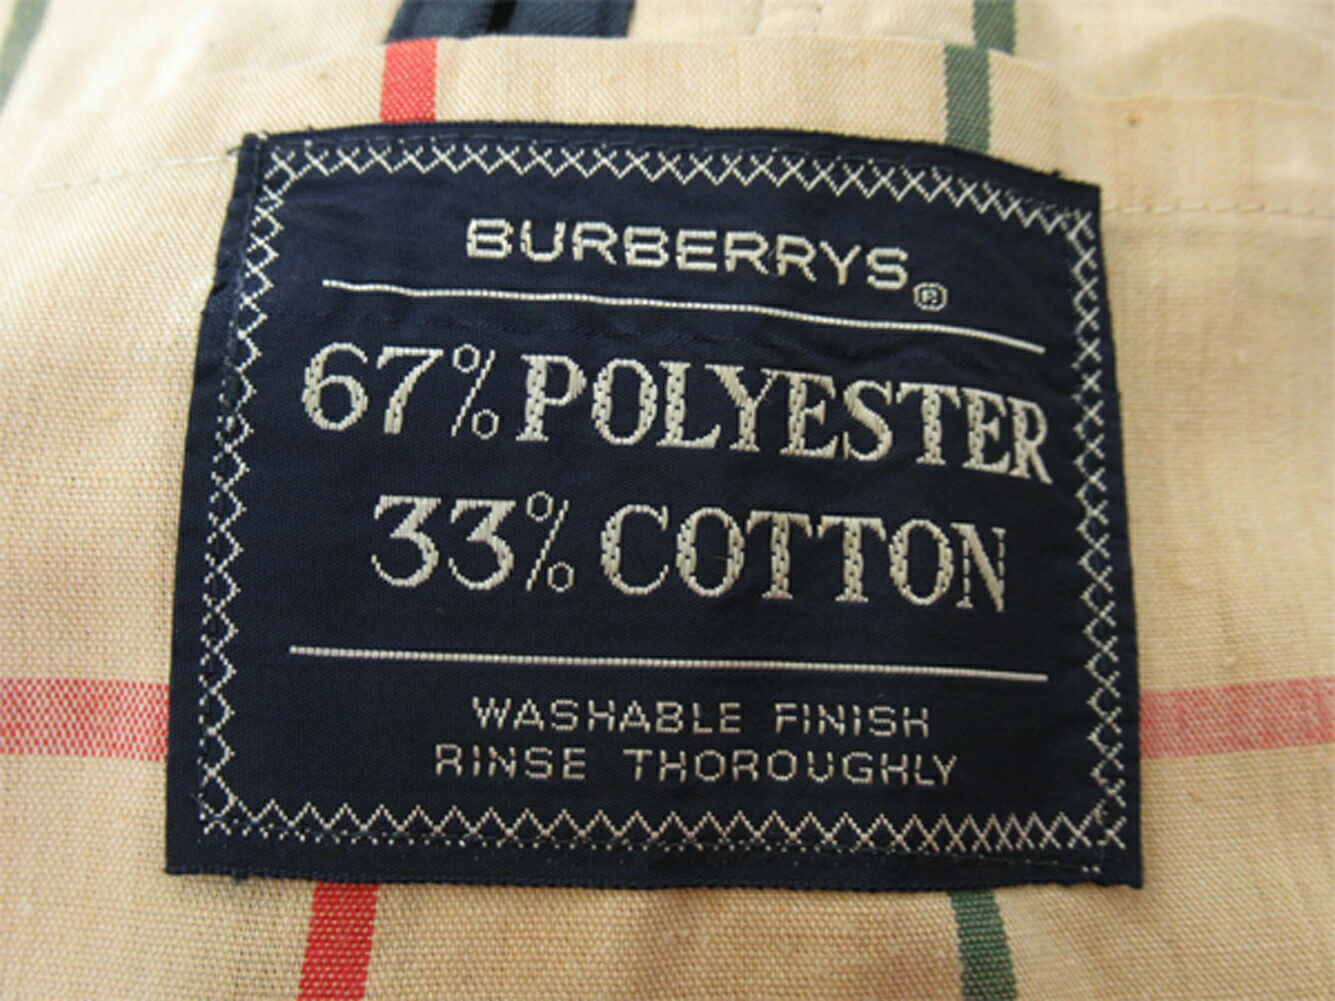 BURBERRYS®
67% POLYESTER
33% COTTON
WASHABLE FINISH
RINSE THOROUGHLY